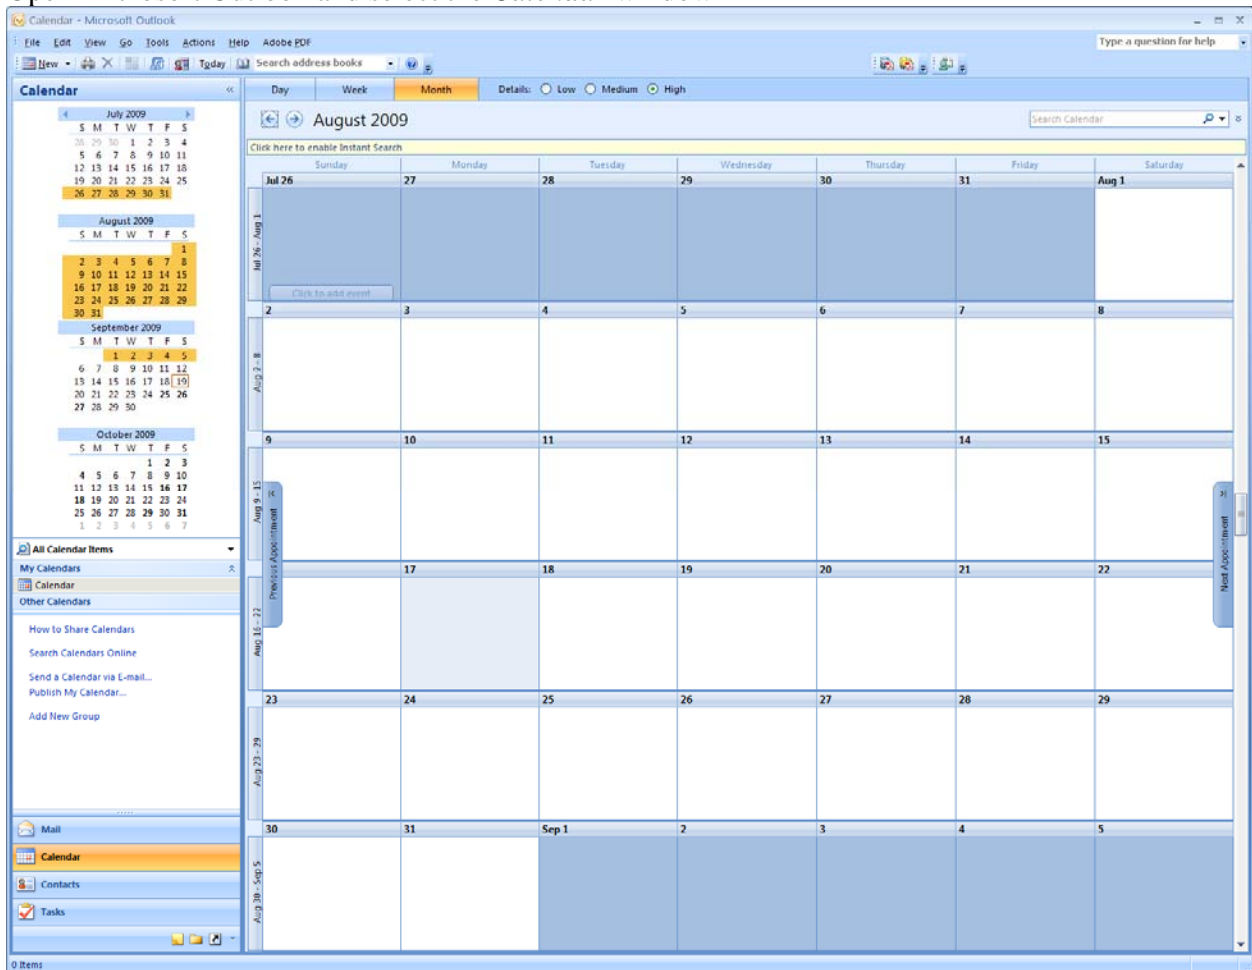 Calendar - Microsoft Outlook
File Edit View Go Tools Actions Help Adobe PDF
Type a question for help
New Today Search address books
Calendar «
Day Week Month Details: Low Medium High
August 2009
Search Calendar
Click here to enable Instant Search
July 2009
S M T W T F S
28 29 30 1 2 3 4
5 6 7 8 9 10 11
12 13 14 15 16 17 18
19 20 21 22 23 24 25
26 27 28 29 30 31
August 2009
S M T W T F S
1
2 3 4 5 6 7 8
9 10 11 12 13 14 15
16 17 18 19 20 21 22
23 24 25 26 27 28 29
30 31
September 2009
S M T W T F S
1 2 3 4 5
6 7 8 9 10 11 12
13 14 15 16 17 18 19
20 21 22 23 24 25 26
27 28 29 30
October 2009
S M T W T F S
1 2 3
4 5 6 7 8 9 10
11 12 13 14 15 16 17
18 19 20 21 22 23 24
25 26 27 28 29 30 31
1 2 3 4 5 6 7
All Calendar Items
My Calendars
Calendar
Other Calendars
How to Share Calendars
Search Calendars Online
Send a Calendar via E-mail...
Publish My Calendar...
Add New Group
Mail
Calendar
Contacts
Tasks
Sunday Monday Tuesday Wednesday Thursday Friday Saturday
Jul 26 27 28 29 30 31 Aug 1
Jul 26 - Aug 1
Click to add event
2 3 4 5 6 7 8
Aug 2 - 8
9 10 11 12 13 14 15
Aug 9 - 15
Previous Appointment
Next Appointment
17 18 19 20 21 22
Aug 16 - 22
23 24 25 26 27 28 29
Aug 23 - 29
30 31 Sep 1 2 3 4 5
Aug 30 - Sep 5
0 Items